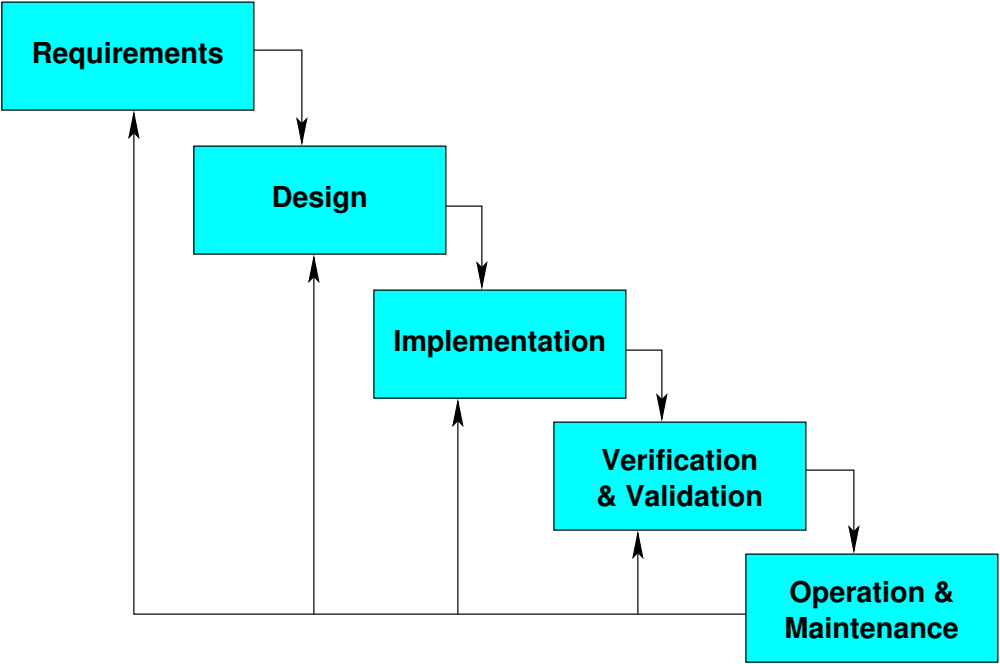 Requirements
Design
Implementation
Verification
& Validation
Operation &
Maintenance